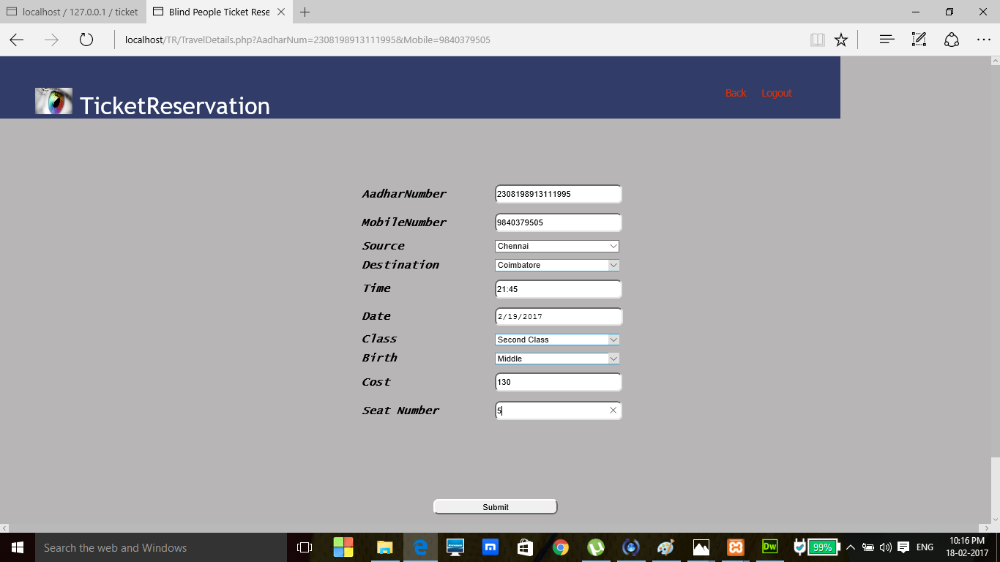 localhost / 127.0.0.1 / ticket
Blind People Ticket Rese
localhost/TR/TravelDetails.php?AadharNum=2308198913111995&Mobile=9840379505
TicketReservation
Back Logout
AadharNumber 2308198913111995
MobileNumber 9840379505
Source Chennai
Destination Coimbatore
Time 21:45
Date 2/19/2017
Class Second Class
Birth Middle
Cost 130
Seat Number 5
Submit
Search the web and Windows
m
Dw
99%
ENG
10:16 PM
18-02-2017